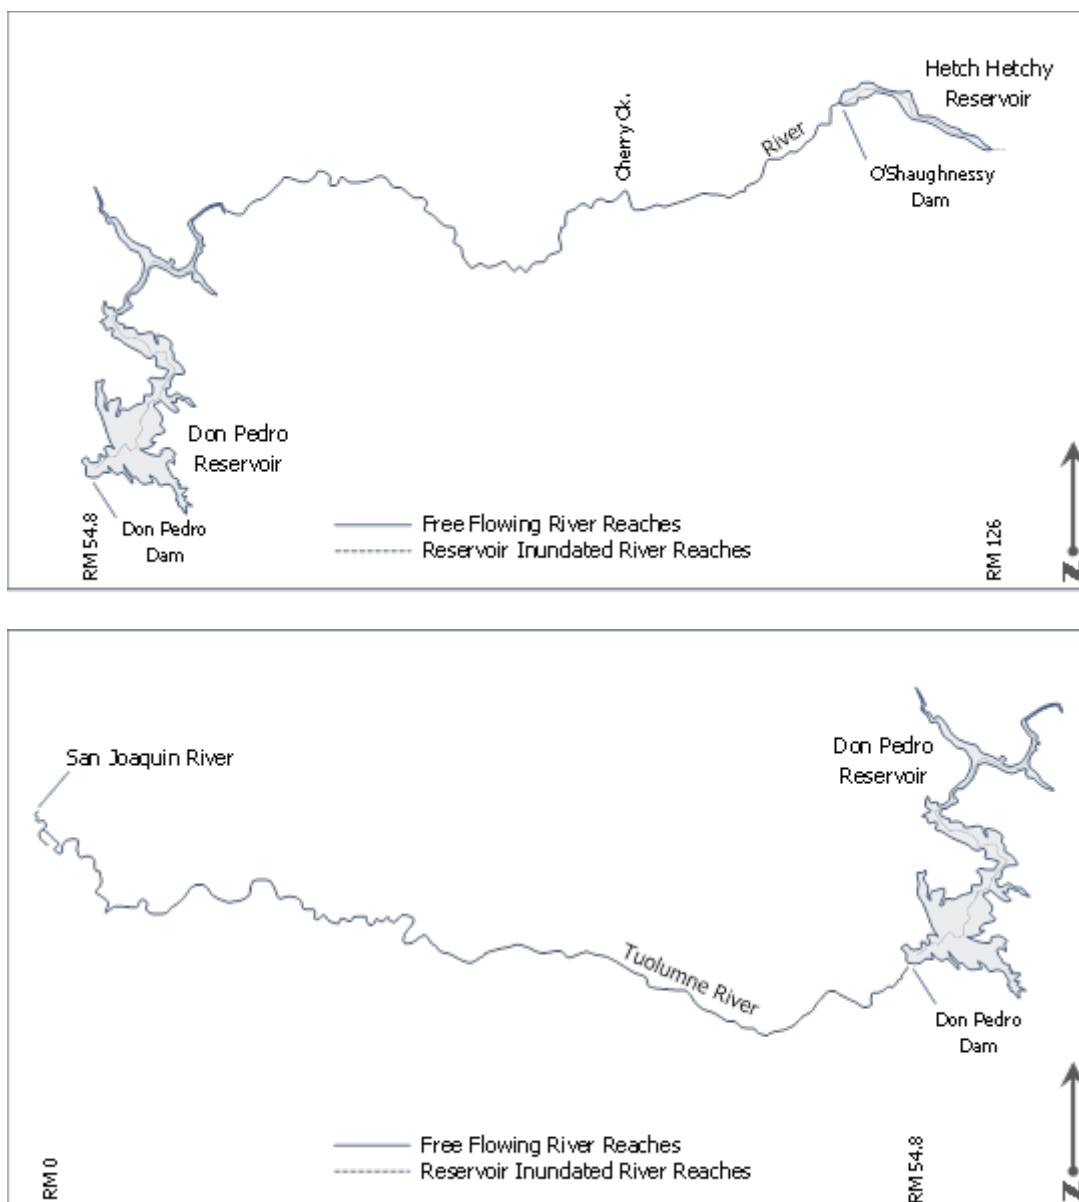 Hetch Hetchy
Reservoir
Cherry Ck.
River
O'Shaughnessy
Dam
Don Pedro
Reservoir
Don Pedro
Dam
RM 54.8
Free Flowing River Reaches
Reservoir Inundated River Reaches
RM 126
N
San Joaquin River
Don Pedro
Reservoir
Tuolumne River
Don Pedro
Dam
RM 0
Free Flowing River Reaches
Reservoir Inundated River Reaches
RM 54.8
N